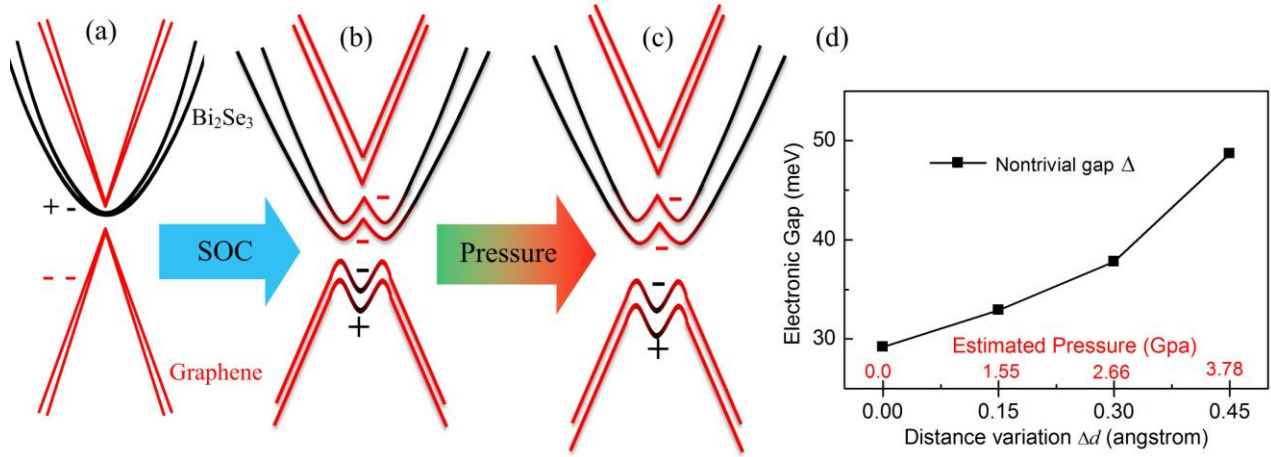 (a)
(b)
(c)
(d)
Bi2Se3
+ -
- -
Graphene
SOC
-
-
-
+
Pressure
-
-
-
+
Electronic Gap (meV)
50
40
30
Nontrivial gap Δ
Estimated Pressure (Gpa)
0.0 1.55 2.66 3.78
0.00 0.15 0.30 0.45
Distance variation Δd (angstrom)